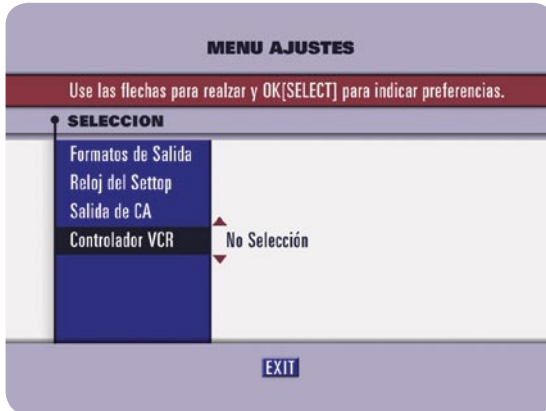 MENU AJUSTES
Use las flechas para realzar y OK[SELECT] para indicar preferencias.
SELECCION
Formatos de Salida
Reloj del Settop
Salida de CA
Controlador VCR No Selección
EXIT